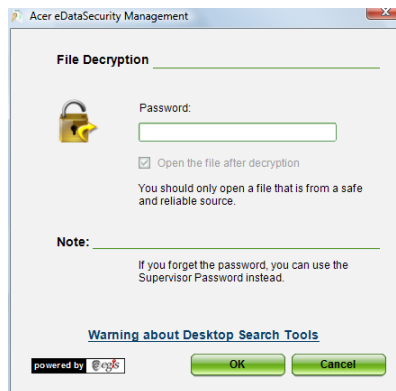 Acer eDataSecurity Management
File Decryption
Password:
Open the file after decryption
You should only open a file that is from a safe
and reliable source.
Note:
If you forget the password, you can use the
Supervisor Password instead.
Warning about Desktop Search Tools
powered by egis
OK Cancel